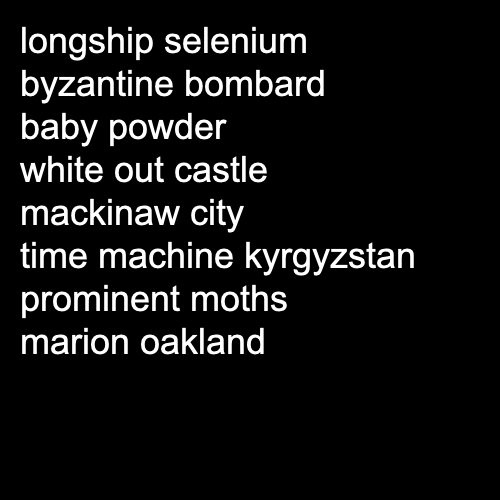 longship selenium
byzantine bombard
baby powder
white out castle
mackinaw city
time machine kyrgyzstan
prominent moths
marion oakland